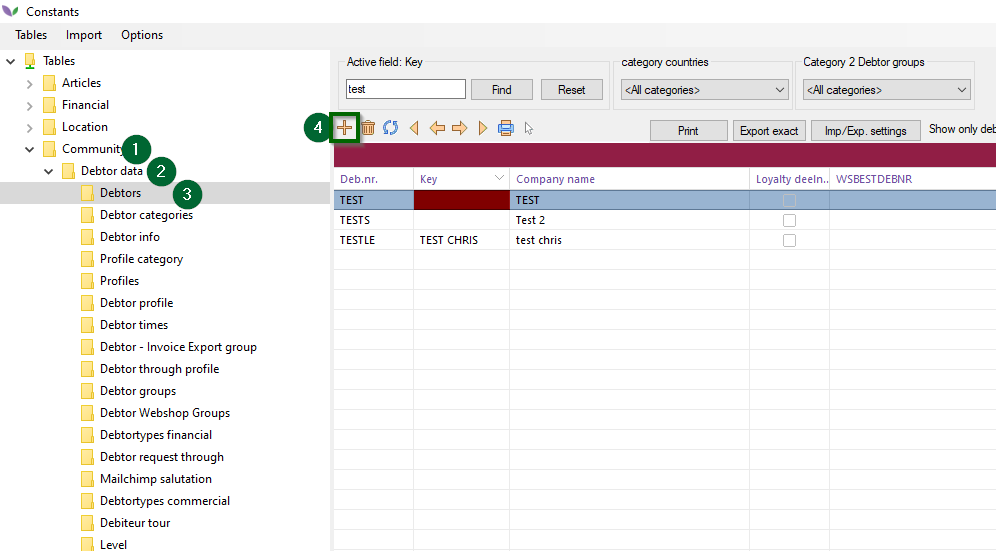 Constants
Tables Import Options
Tables
Articles
Financial
Location
Community 1
Debtor data 2
Debtors 3
Debtor categories
Debtor info
Profile category
Profiles
Debtor profile
Debtor times
Debtor - Invoice Export group
Debtor through profile
Debtor groups
Debtor Webshop Groups
Debtortypes financial
Debtor request through
Mailchimp salutation
Debtortypes commercial
Debiteur tour
Level
Active field: Key
test Find Reset
category countries
<All categories>
Category 2 Debtor groups
<All categories>
4
Print Export exact Imp/Exp. settings Show only deb
Deb.nr. Key Company name Loyalty deeln... WSBESTDEBNR
TEST TEST
TESTS Test 2
TESTLE TEST CHRIS test chris